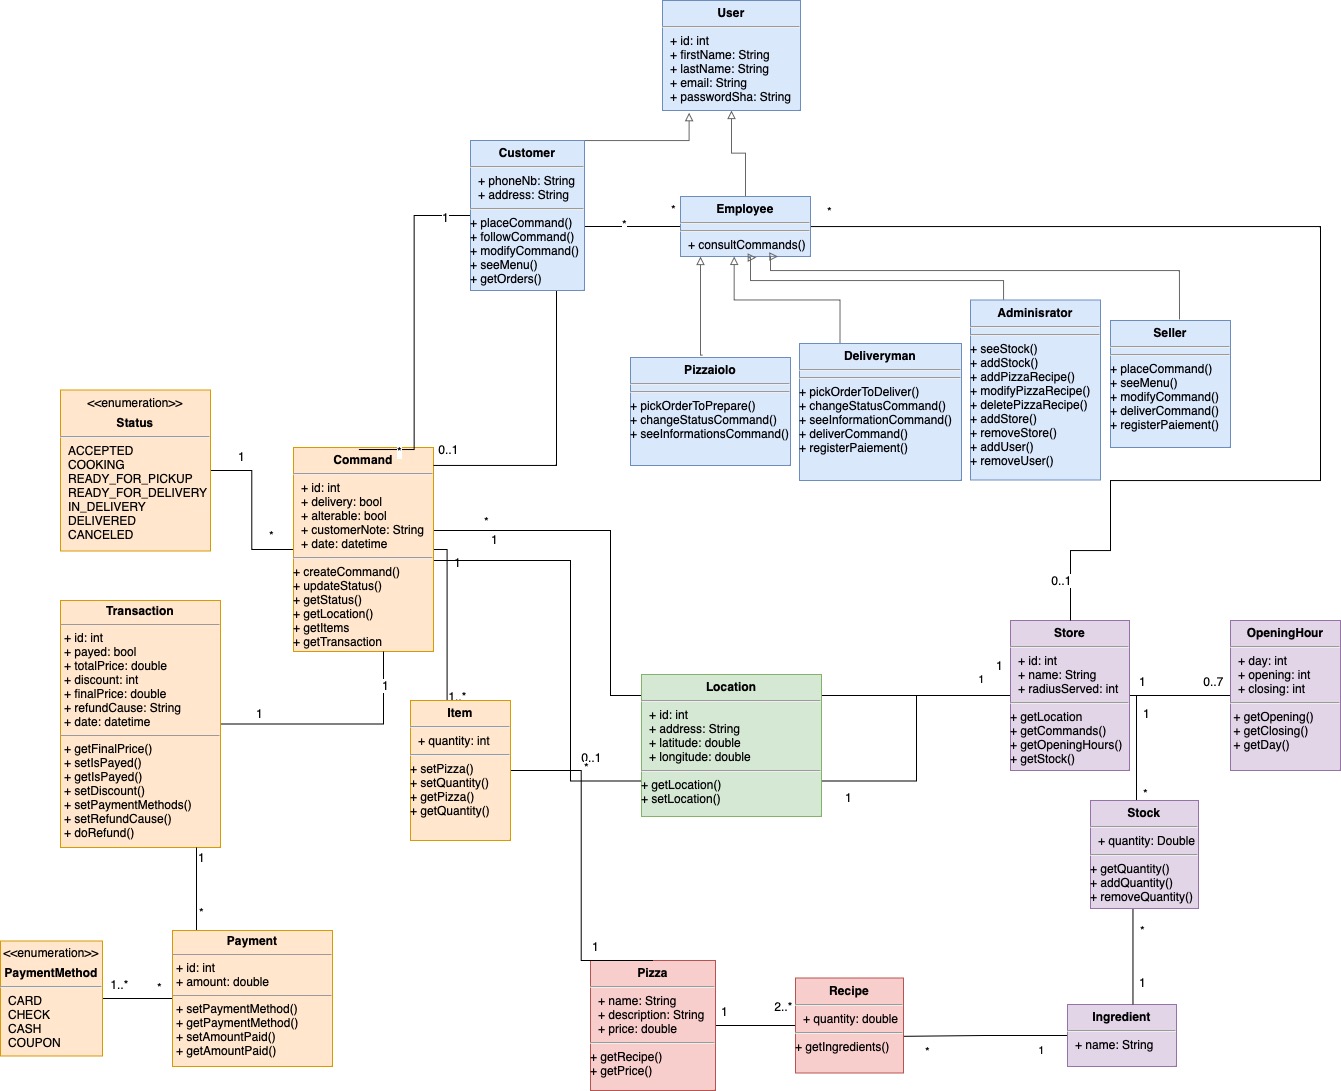 User
+ id: int
+ firstName: String
+ lastName: String
+ email: String
+ passwordSha: String
Customer
+ phoneNb: String
+ address: String
+ placeCommand()
+ followCommand()
+ modifyCommand()
+ seeMenu()
+ getOrders()
1
*
*
Employee
+ consultCommands()
*
Pizzaiolo
+ pickOrderToPrepare()
+ changeStatusCommand()
+ seeInformationsCommand()
Deliveryman
+ pickOrderToDeliver()
+ changeStatusCommand()
+ seeInformationCommand()
+ deliverCommand()
+ registerPaiement()
Adminisrator
+ seeStock()
+ addStock()
+ addPizzaRecipe()
+ modifyPizzaRecipe()
+ deletePizzaRecipe()
+ addStore()
+ removeStore()
+ addUser()
+ removeUser()
Seller
+ placeCommand()
+ seeMenu()
+ modifyCommand()
+ deliverCommand()
+ registerPaiement()
<<enumeration>>
Status
ACCEPTED
COOKING
READY_FOR_PICKUP
READY_FOR_DELIVERY
IN_DELIVERY
DELIVERED
CANCELED
1
*
*
0..1
Command
+ id: int
+ delivery: bool
+ alterable: bool
+ customerNote: String
+ date: datetime
+ createCommand()
+ updateStatus()
+ getStatus()
+ getLocation()
+ getItems
+ getTransaction
*
1
1
0..1
Transaction
+ id: int
+ payed: bool
+ totalPrice: double
+ discount: int
+ finalPrice: double
+ refundCause: String
+ date: datetime
+ getFinalPrice()
+ setIsPayed()
+ getIsPayed()
+ setDiscount()
+ setPaymentMethods()
+ setRefundCause()
+ doRefund()
1
1
1..*
Item
+ quantity: int
+ setPizza()
+ setQuantity()
+ getPizza()
+ getQuantity()
0..1
*
Location
+ id: int
+ address: String
+ latitude: double
+ longitude: double
+ getLocation()
+ setLocation()
1
1
1
Store
+ id: int
+ name: String
+ radiusServed: int
+ getLocation
+ getCommands()
+ getOpeningHours()
+ getStock()
1
0..7
1
OpeningHour
+ day: int
+ opening: int
+ closing: int
+ getOpening()
+ getClosing()
+ getDay()
*
Stock
+ quantity: Double
+ getQuantity()
+ addQuantity()
+ removeQuantity()
*
1
1
*
<<enumeration>>
PaymentMethod
CARD
CHECK
CASH
COUPON
1..*
*
Payment
+ id: int
+ amount: double
+ setPaymentMethod()
+ getPaymentMethod()
+ setAmountPaid()
+ getAmountPaid()
1
Pizza
+ name: String
+ description: String
+ price: double
+ getRecipe()
+ getPrice()
1
2..*
Recipe
+ quantity: double
+ getIngredients()
*
1
Ingredient
+ name: String